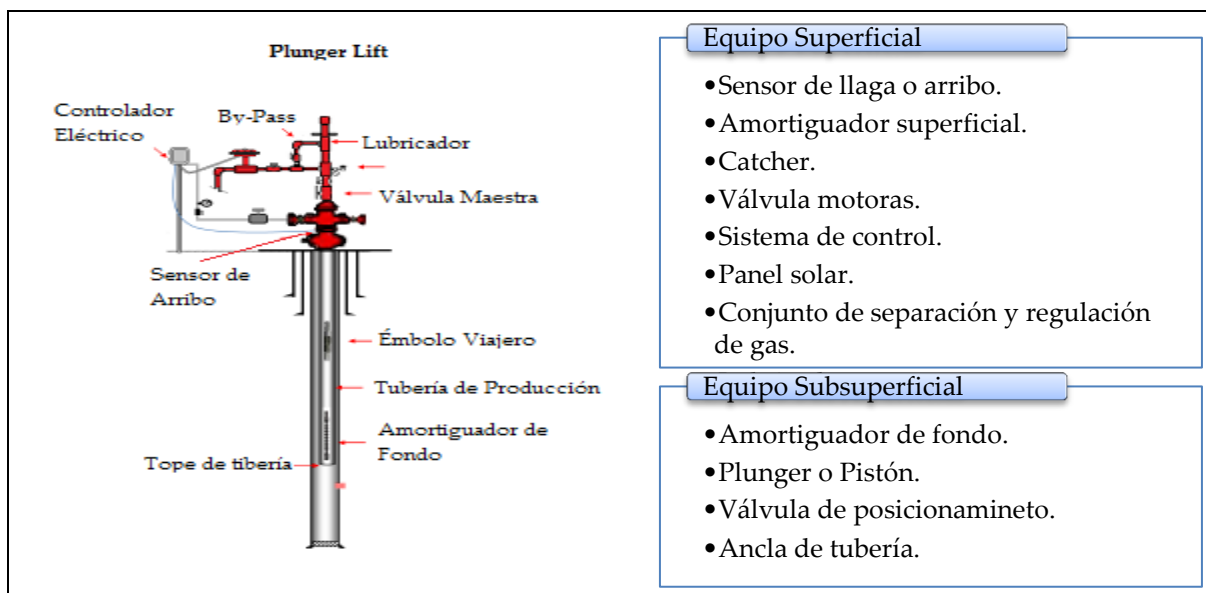 Plunger Lift
Controlador
Eléctrico
By-Pass
Lubricador
Válvula Maestra
Sensor de
Arribo
Émbolo Viajero
Tubería de Producción
Amortiguador de
Fondo
Tope de tibería
Equipo Superficial
•Sensor de llaga o arribo.
•Amortiguador superficial.
•Catcher.
•Válvula motoras.
•Sistema de control.
•Panel solar.
•Conjunto de separación y regulación
de gas.
Equipo Subsuperficial
•Amortiguador de fondo.
•Plunger o Pistón.
•Válvula de posicionamineto.
•Ancla de tubería.